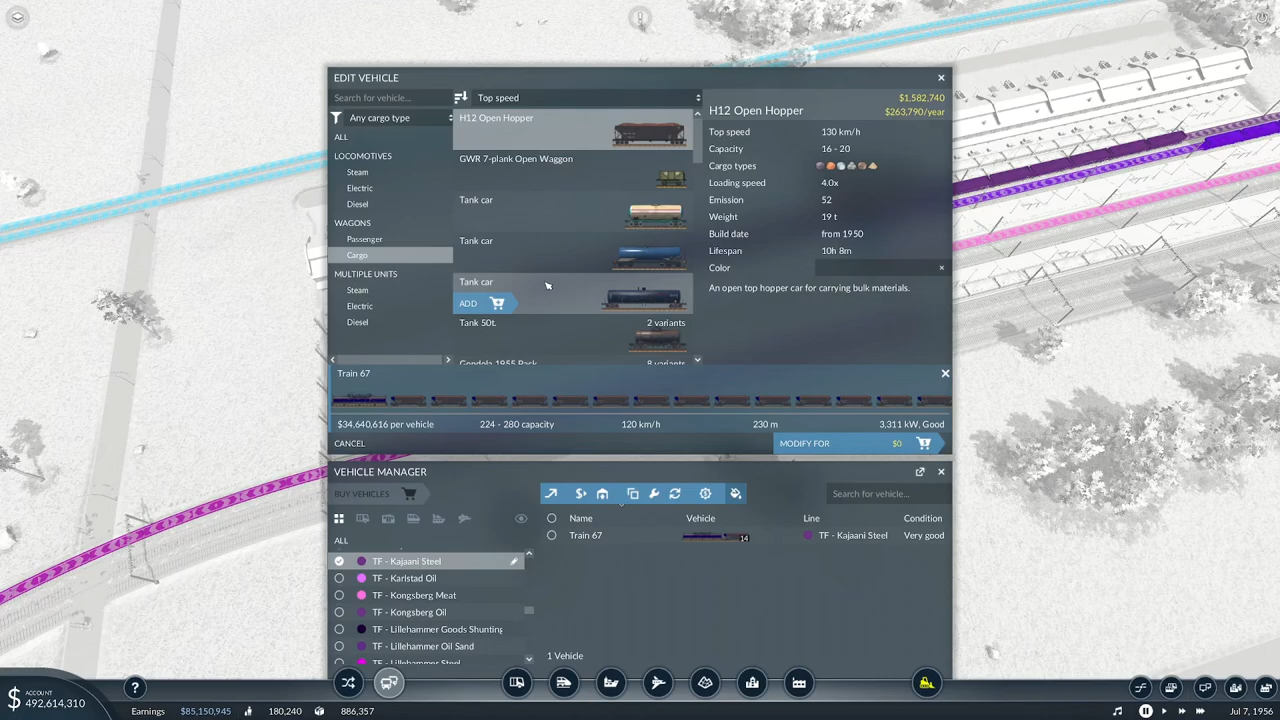 EDIT VEHICLE
Search for vehicle...
Top speed
Any cargo type
ALL
LOCOMOTIVES
Steam
Electric
Diesel
WAGONS
Passenger
Cargo
MULTIPLE UNITS
Steam
Electric
Diesel
H12 Open Hopper
GWR 7-plank Open Waggon
Tank car
Tank car
Tank car
ADD
Tank 50t. 2 variants
Gondola 1955 Pack 8 variants
$1,582,740
H12 Open Hopper
$263,790/year
Top speed 130 km/h
Capacity 16 - 20
Cargo types
Loading speed 4.0x
Emission 52
Weight 19 t
Build date from 1950
Lifespan 10h 8m
Color
An open top hopper car for carrying bulk materials.
Train 67
$34,640,616 per vehicle 224 - 280 capacity 120 km/h 230 m 3,311 kW, Good
CANCEL
MODIFY FOR $0
VEHICLE MANAGER
BUY VEHICLES
Search for vehicle...
ALL
TF - Kajaani Steel
TF - Karlstad Oil
TF - Kongsberg Meat
TF - Kongsberg Oil
TF - Lillehammer Goods Shunting
TF - Lillehammer Oil Sand
TF - Lillehammer Steel
Name Vehicle Line Condition
Train 67 14 TF - Kajaani Steel Very good
1 Vehicle
ACCOUNT
$ 492,614,310
?
Earnings $85,150,945 180,240 886,357
Jul 7, 1956